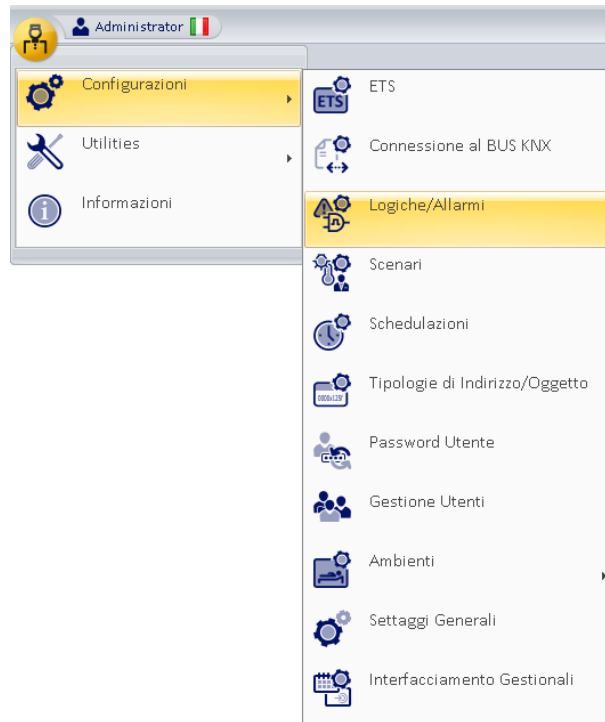 Administrator
Configurazioni
Utilities
Informazioni
ETS
ETS
Connessione al BUS KNX
Logiche/Allarmi
Scenari
Schedulazioni
Tipologie di Indirizzo/Oggetto
Password Utente
Gestione Utenti
Ambienti
Settaggi Generali
Interfacciamento Gestionali